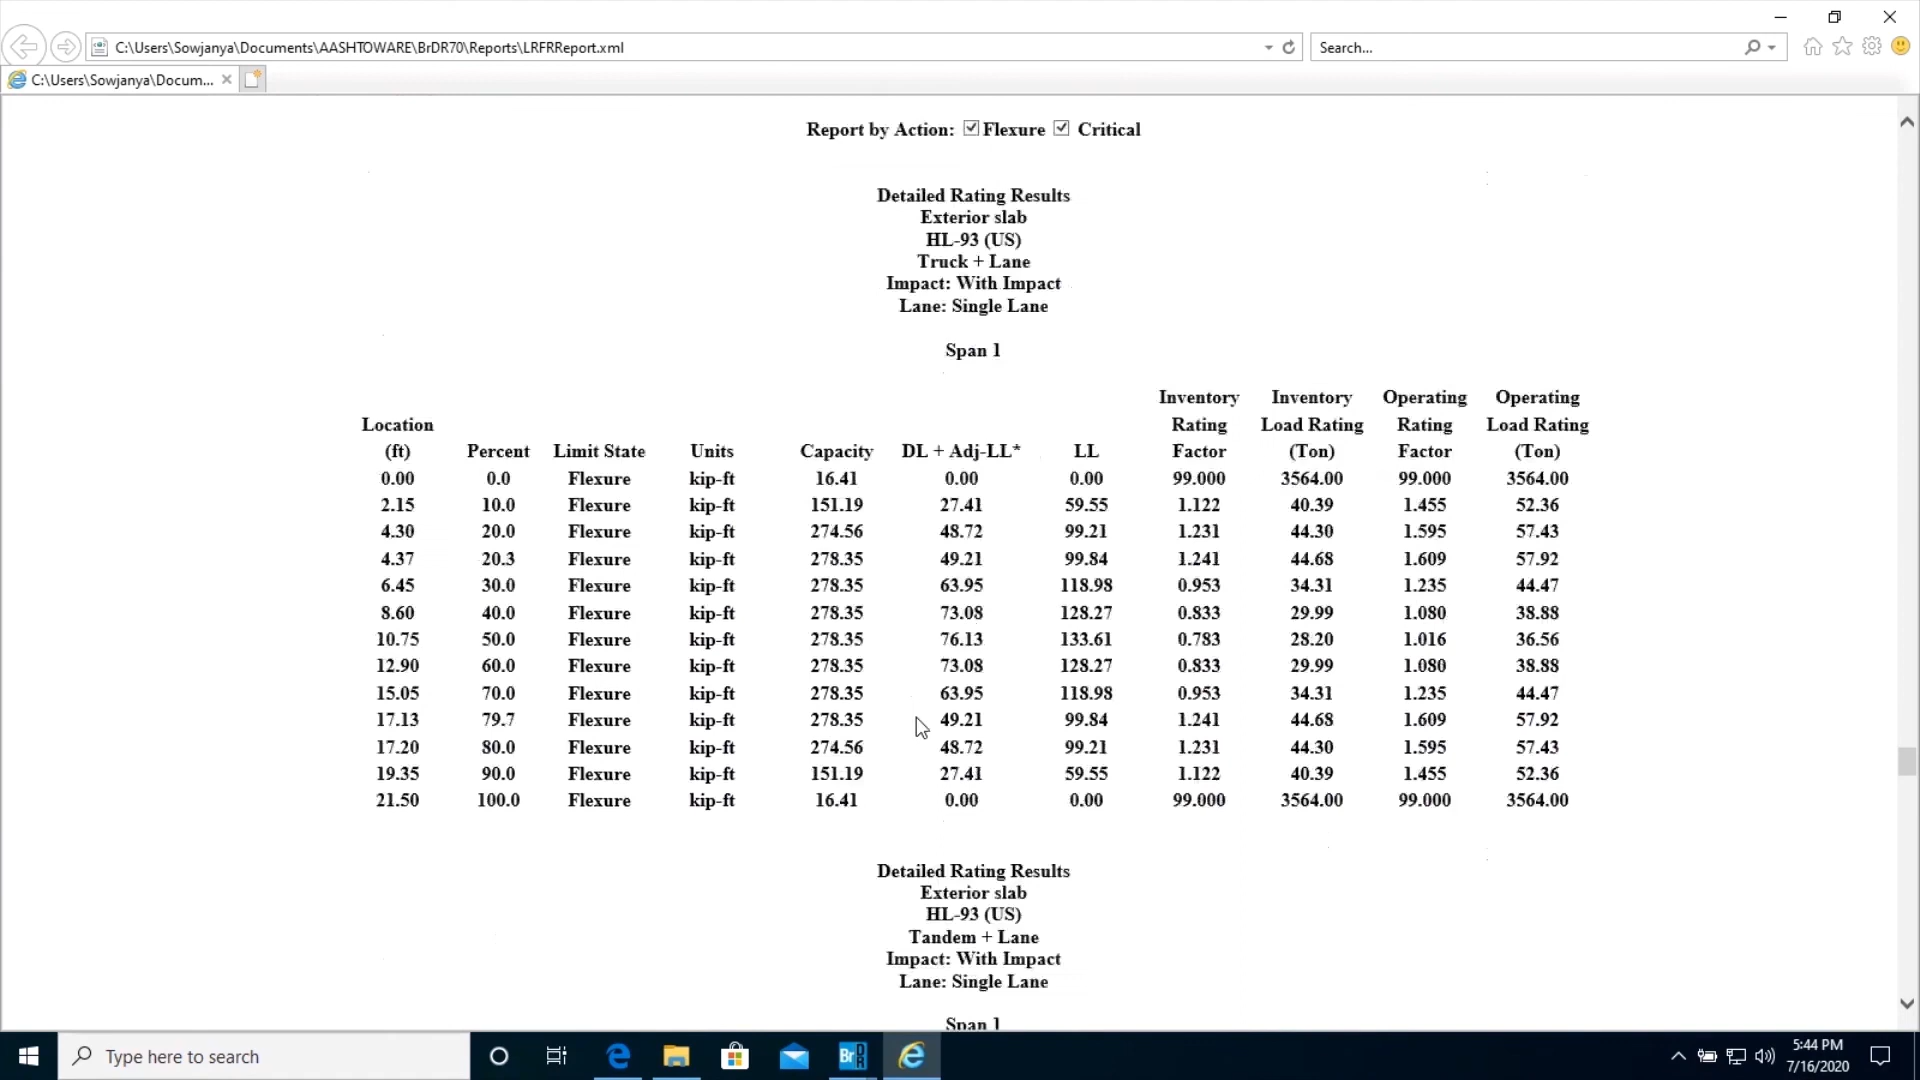 C:\Users\Sowjanya\Documents\AASHTOWARE\BrDR70\Reports\LRFRReport.xml
Search...
C:\Users\Sowjanya\Docum...
Report by Action: Flexure Critical
Detailed Rating Results
Exterior slab
HL-93 (US)
Truck + Lane
Impact: With Impact
Lane: Single Lane
Span 1
Inventory Inventory Operating Operating
Location Rating Load Rating Rating Load Rating
(ft) Percent Limit State Units Capacity DL + Adj-LL* LL Factor (Ton) Factor (Ton)
0.00 0.0 Flexure kip-ft 16.41 0.00 0.00 99.000 3564.00 99.000 3564.00
2.15 10.0 Flexure kip-ft 151.19 27.41 59.55 1.122 40.39 1.455 52.36
4.30 20.0 Flexure kip-ft 274.56 48.72 99.21 1.231 44.30 1.595 57.43
4.37 20.3 Flexure kip-ft 278.35 49.21 99.84 1.241 44.68 1.609 57.92
6.45 30.0 Flexure kip-ft 278.35 63.95 118.98 0.953 34.31 1.235 44.47
8.60 40.0 Flexure kip-ft 278.35 73.08 128.27 0.833 29.99 1.080 38.88
10.75 50.0 Flexure kip-ft 278.35 76.13 133.61 0.783 28.20 1.016 36.56
12.90 60.0 Flexure kip-ft 278.35 73.08 128.27 0.833 29.99 1.080 38.88
15.05 70.0 Flexure kip-ft 278.35 63.95 118.98 0.953 34.31 1.235 44.47
17.13 79.7 Flexure kip-ft 278.35 49.21 99.84 1.241 44.68 1.609 57.92
17.20 80.0 Flexure kip-ft 274.56 48.72 99.21 1.231 44.30 1.595 57.43
19.35 90.0 Flexure kip-ft 151.19 27.41 59.55 1.122 40.39 1.455 52.36
21.50 100.0 Flexure kip-ft 16.41 0.00 0.00 99.000 3564.00 99.000 3564.00
Detailed Rating Results
Exterior slab
HL-93 (US)
Tandem + Lane
Impact: With Impact
Lane: Single Lane
Span 1
Type here to search
BrDR
5:44 PM
7/16/2020